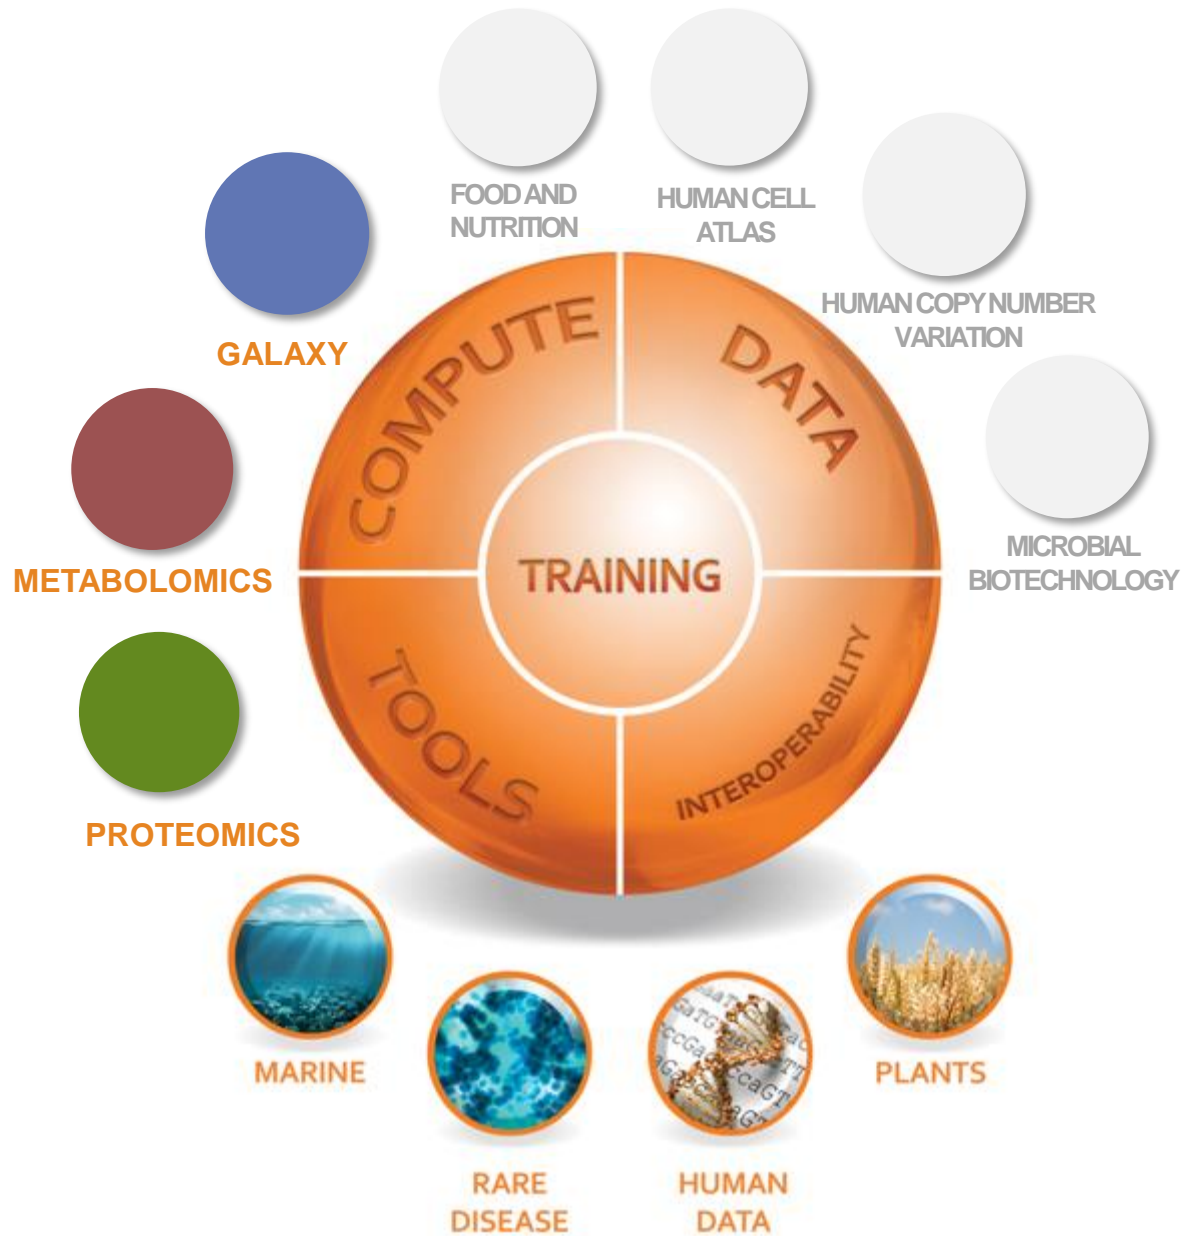 FOOD AND
NUTRITION
HUMAN CELL
ATLAS
HUMAN COPY NUMBER
VARIATION
GALAXY
MICROBIAL
BIOTECHNOLOGY
METABOLOMICS
PROTEOMICS
COMPUTE
DATA
TRAINING
TOOLS
INTEROPERABILITY
MARINE
RARE
DISEASE
HUMAN
DATA
PLANTS